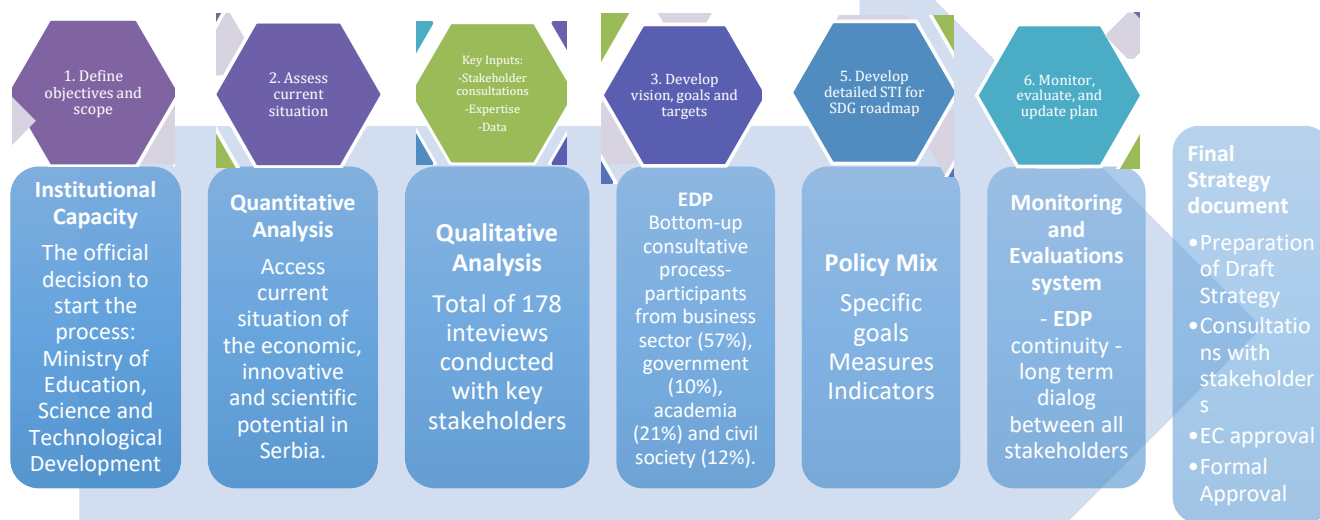 1. Define
objectives and
scope
2. Assess
current
situation
Key Inputs:
-Stakeholder
consultations
-Expertise
-Data
3. Develop
vision, goals and
targets
5. Develop
detailed STI for
SDG roadmap
6. Monitor,
evaluate, and
update plan
Institutional
Capacity
The official
decision to
start the
process:
Ministry of
Education,
Science and
Technological
Development
Quantitative
Analysis
Access
current
situation of
the economic,
innovative
and scientific
potential in
Serbia.
Qualitative
Analysis
Total of 178
inteviews
conducted
with key
stakeholders
EDP
Bottom-up
consultative
process-
participants
from business
sector (57%),
government
(10%),
academia
(21%) and civil
society (12%).
Policy Mix
Specific
goals
Measures
Indicators
Monitoring
and
Evaluations
system
- EDP
continuity -
long term
dialog
between all
stakeholders
Final
Strategy
document
•Preparation
of Draft
Strategy
•Consultatio
ns with
stakeholder
s
•EC approval
•Formal
Approval